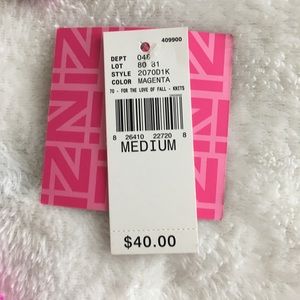 409900
DEPT 046
LOT 80 81
STYLE 2070D1K
COLOR MAGENTA
70 - FOR THE LOVE OF FALL - KNITS
8 26410 22720 8
MEDIUM
$40.00